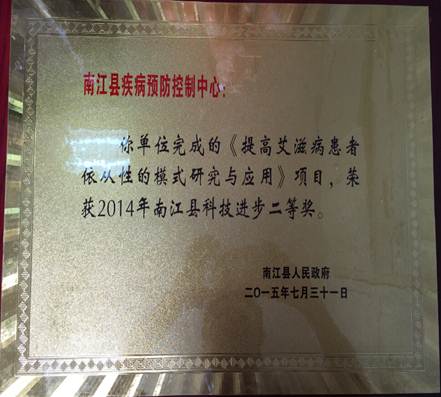 南江县疾病预防控制中心：
你单位完成的《提高艾滋病患者
依从性的模式研究与应用》项目，荣
获2014年南江县科技进步二等奖。
南江县人民政府
二〇一五年七月三十一日